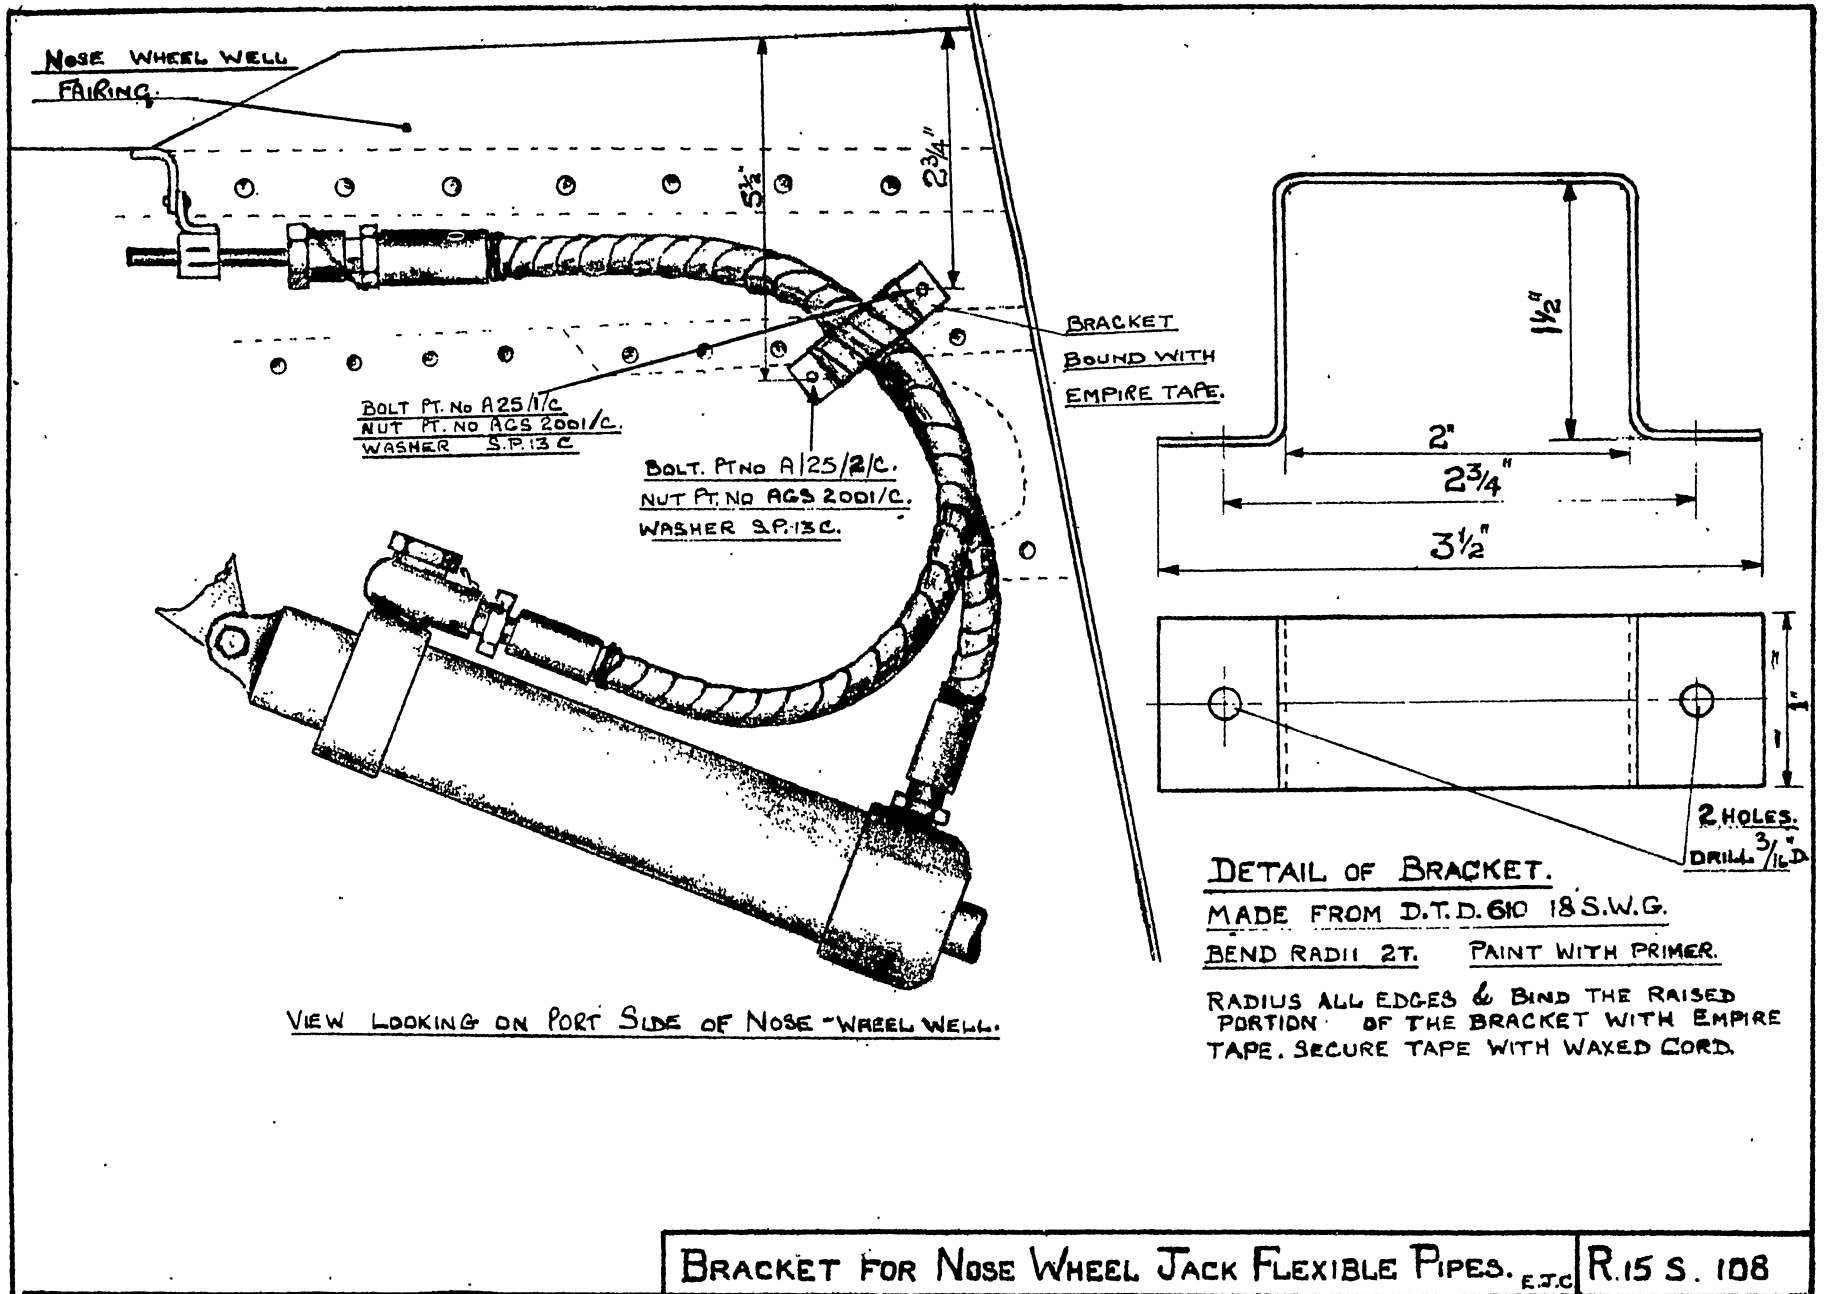 NOSE WHEEL WELL
FAIRING.
5½"
2¾"
BRACKET
BOUND WITH
EMPIRE TAPE.
BOLT PT. No A25/1/C
NUT PT. NO AGS 2001/C.
WASHER S.P. 13 C
BOLT. PT NO A/25/2/C.
NUT PT. NO AGS 2001/C.
WASHER S.P. 13 C.
1½"
2"
2¾"
3½"
1"
2 HOLES.
DRILL 3/16" D.
VIEW LOOKING ON PORT SIDE OF NOSE-WHEEL WELL.
DETAIL OF BRACKET.
MADE FROM D.T.D. 610 18 S.W.G.
BEND RADII 2T. PAINT WITH PRIMER.
RADIUS ALL EDGES & BIND THE RAISED
PORTION OF THE BRACKET WITH EMPIRE
TAPE. SECURE TAPE WITH WAXED CORD.
BRACKET FOR NOSE WHEEL JACK FLEXIBLE PIPES. E.J.C
R.15 S. 108